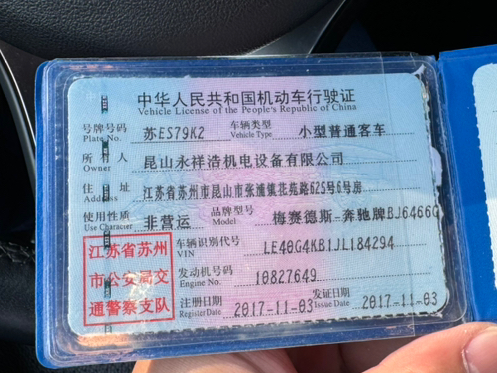 中华人民共和国机动车行驶证
Vehicle License of the People's Republic of China
号牌号码 苏ES79K2 车辆类型 小型普通客车
Plate No. Vehicle Type
所有人 昆山永祥浩机电设备有限公司
Owner
住址 江苏省苏州市昆山市张浦镇花苑路625号6号房
Address
使用性质 非营运 品牌型号 梅赛德斯-奔驰牌BJ6466G
Use Character Model
江苏省苏州 车辆识别代号 LE40G4KB1JL184294
VIN
市公安局交 发动机号码 10827649
Engine No.
通警察支队 注册日期 2017-11-03 发证日期 2017-11-03
Register Date Issue Date